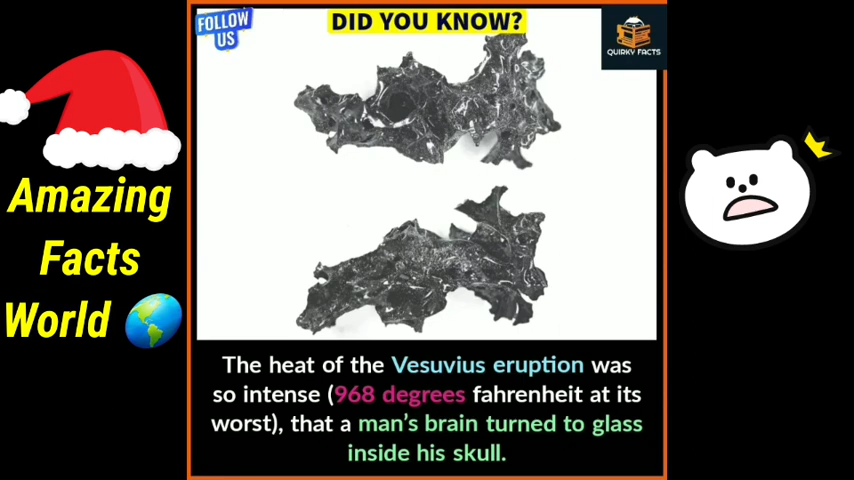 FOLLOW
US
DID YOU KNOW?
QUIRKY FACTS
Amazing
Facts
World
The heat of the Vesuvius eruption was
so intense (968 degrees fahrenheit at its
worst), that a man's brain turned to glass
inside his skull.